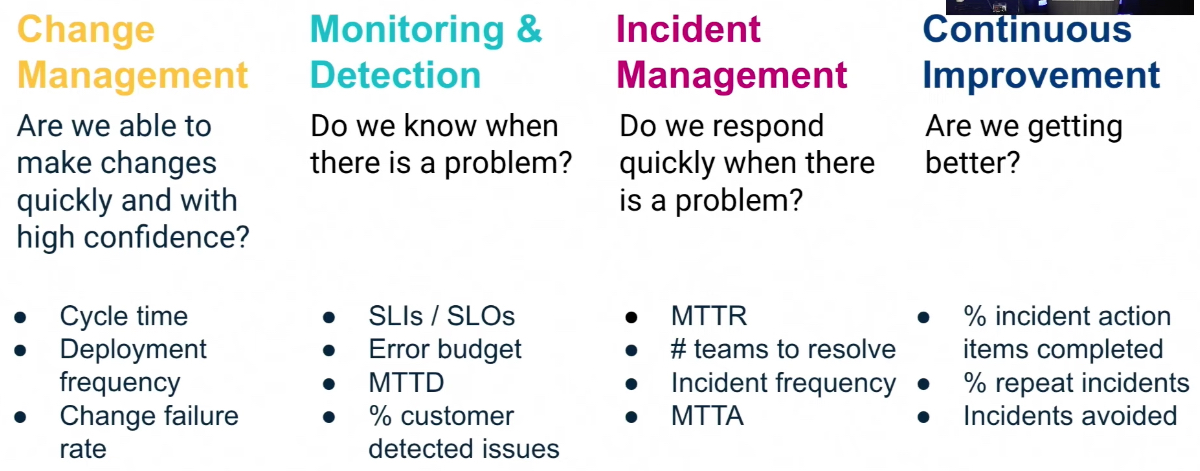 Change
Management
Are we able to
make changes
quickly and with
high confidence?
● Cycle time
● Deployment
frequency
● Change failure
rate
Monitoring &
Detection
Do we know when
there is a problem?
● SLIs / SLOs
● Error budget
● MTTD
● % customer
detected issues
Incident
Management
Do we respond
quickly when there
is a problem?
● MTTR
● # teams to resolve
● Incident frequency
● MTTA
Continuous
Improvement
Are we getting
better?
● % incident action
items completed
● % repeat incidents
● Incidents avoided